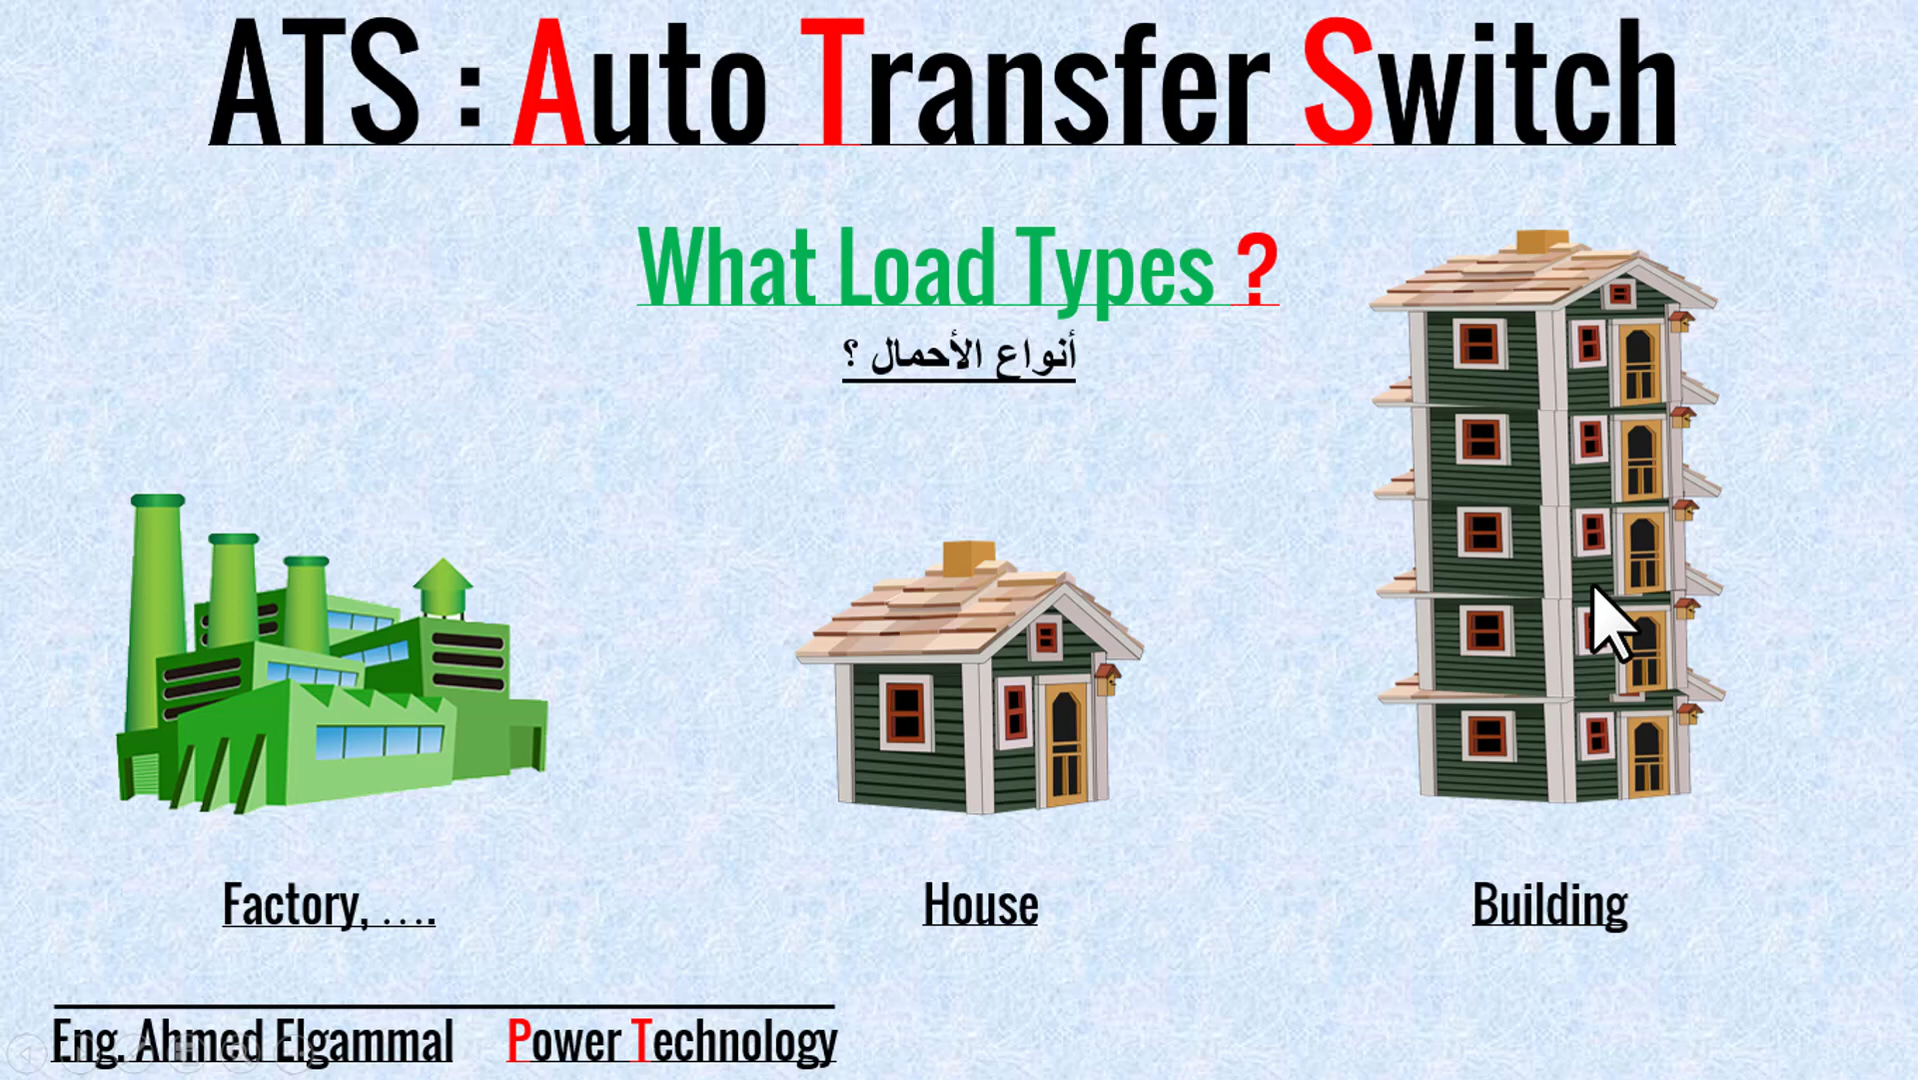 ATS : Auto Transfer Switch
What Load Types ?
أنواع الأحمال ؟
Factory, ....
House
Building
Eng. Ahmed Elgammal Power Technology